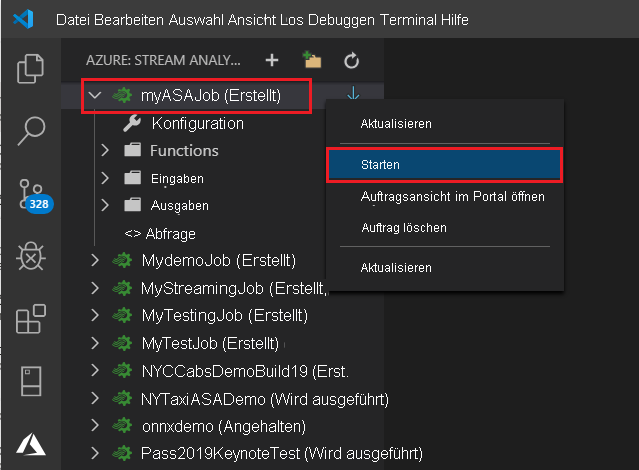 Datei Bearbeiten Auswahl Ansicht Los Debuggen Terminal Hilfe
AZURE: STREAM ANALY...
myASAJob (Erstellt)
Konfiguration
Functions
Eingaben
Ausgaben
<> Abfrage
MydemoJob (Erstellt)
MyStreamingJob (Erstellt,
MyTestingJob (Erstellt)
MyTestJob (Erstellt)
NYCCabsDemoBuild19 (Erst.
NYTaxiASADemo (Wird ausgeführt)
onnxdemo (Angehalten)
Pass2019KeynoteTest (Wird ausgeführt)
Aktualisieren
Starten
Auftragsansicht im Portal öffnen
Auftrag löschen
Aktualisieren
328